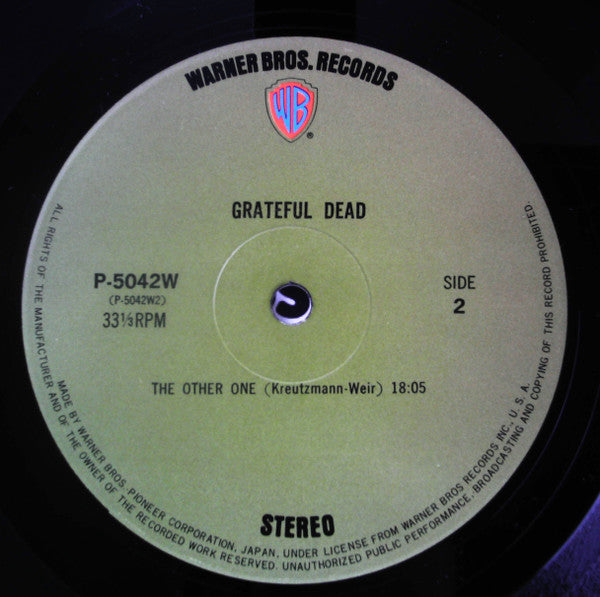 WARNER BROS. RECORDS
WB
®
GRATEFUL DEAD
P-5042W
(P-5042W2)
33⅓RPM
SIDE
2
THE OTHER ONE (Kreutzmann-Weir) 18:05
STEREO
ALL RIGHTS OF THE MANUFACTURER AND OF THE OWNER OF THE RECORDED WORK RESERVED. UNAUTHORIZED PUBLIC PERFORMANCE, BROADCASTING AND COPYING OF THIS RECORD PROHIBITED.
MADE BY WARNER BROS. PIONEER CORPORATION, JAPAN, UNDER LICENSE FROM WARNER BROS RECORDS INC., U.S.A.